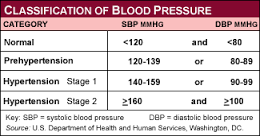 CLASSIFICATION OF BLOOD PRESSURE
CATEGORY SBP MMHG DBP MMHG
Normal <120 and <80
Prehypertension 120-139 or 80-89
Hypertension Stage 1 140-159 or 90-99
Hypertension Stage 2 ≥160 and ≥100
Key: SBP = systolic blood pressure DBP = diastolic blood pressure
Source: U.S. Department of Health and Human Services, Washington, DC.